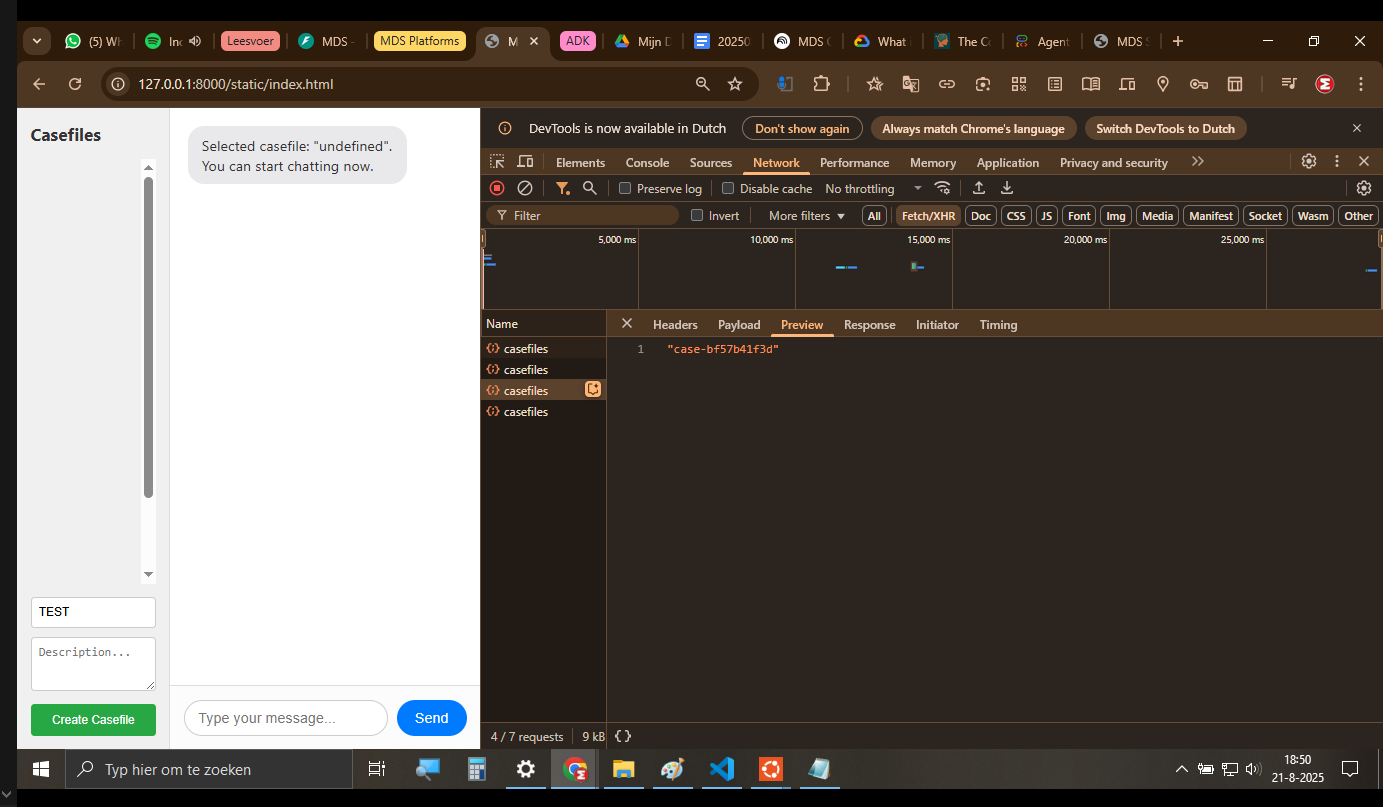 (5) Wh
Inc
Leesvoer
MDS -
MDS Platforms
M
ADK
Mijn D
20250
MDS C
What
The Co
Agent
MDS S
127.0.0.1:8000/static/index.html
Casefiles
Selected casefile: "undefined".
You can start chatting now.
TEST
Description...
Create Casefile
Type your message...
Send
DevTools is now available in Dutch
Don't show again
Always match Chrome's language
Switch DevTools to Dutch
Elements
Console
Sources
Network
Performance
Memory
Application
Privacy and security
Preserve log
Disable cache
No throttling
Filter
Invert
More filters
All
Fetch/XHR
Doc
CSS
JS
Font
Img
Media
Manifest
Socket
Wasm
Other
5,000 ms
10,000 ms
15,000 ms
20,000 ms
25,000 ms
Name
Headers
Payload
Preview
Response
Initiator
Timing
casefiles
casefiles
casefiles
casefiles
1 "case-bf57b41f3d"
4 / 7 requests
9 kB
Typ hier om te zoeken
18:50
21-8-2025